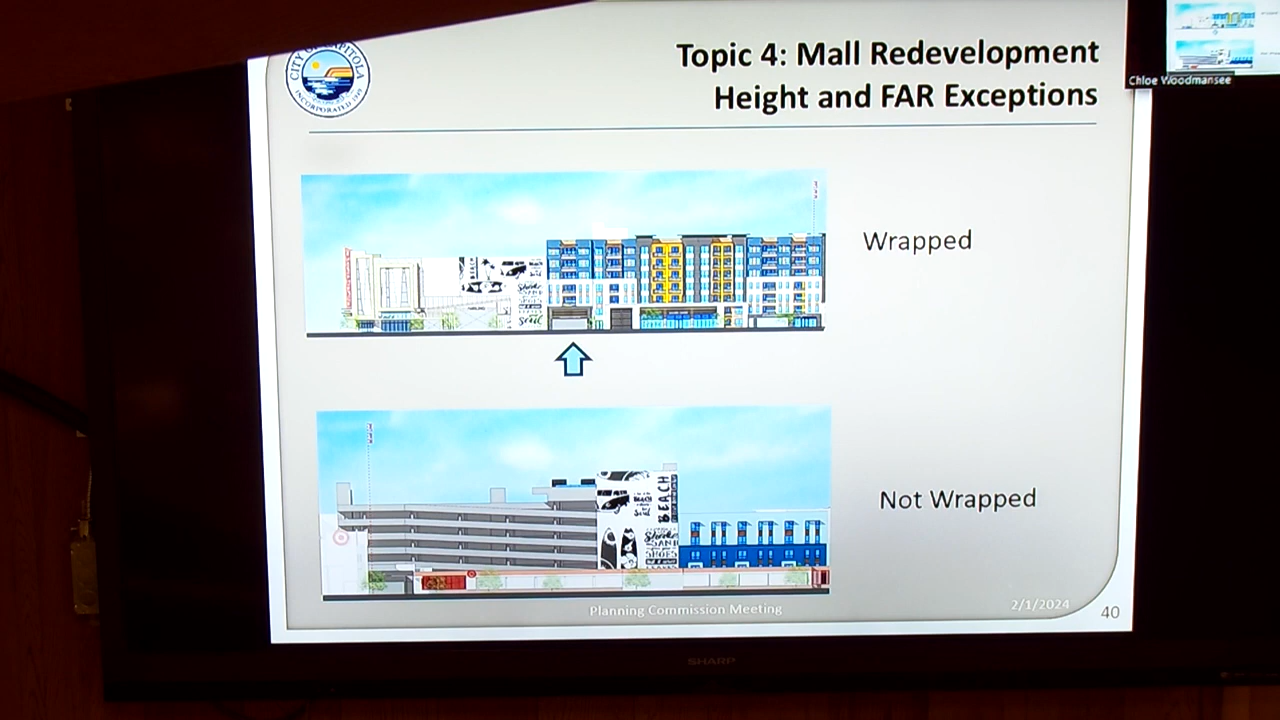 Topic 4: Mall Redevelopment
Height and FAR Exceptions
Chloe Woodmansee
Wrapped
Not Wrapped
BEACH
Planning Commission Meeting
2/1/2024
40
SHARP